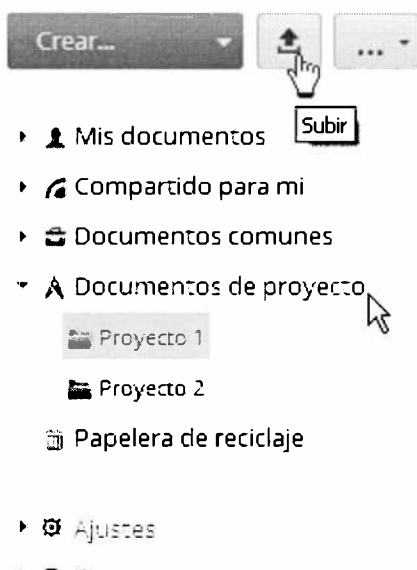 Crear...
...
Subir
Mis documentos
Compartido para mi
Documentos comunes
Documentos de proyecto
Proyecto 1
Proyecto 2
Papelera de reciclaje
Ajustes